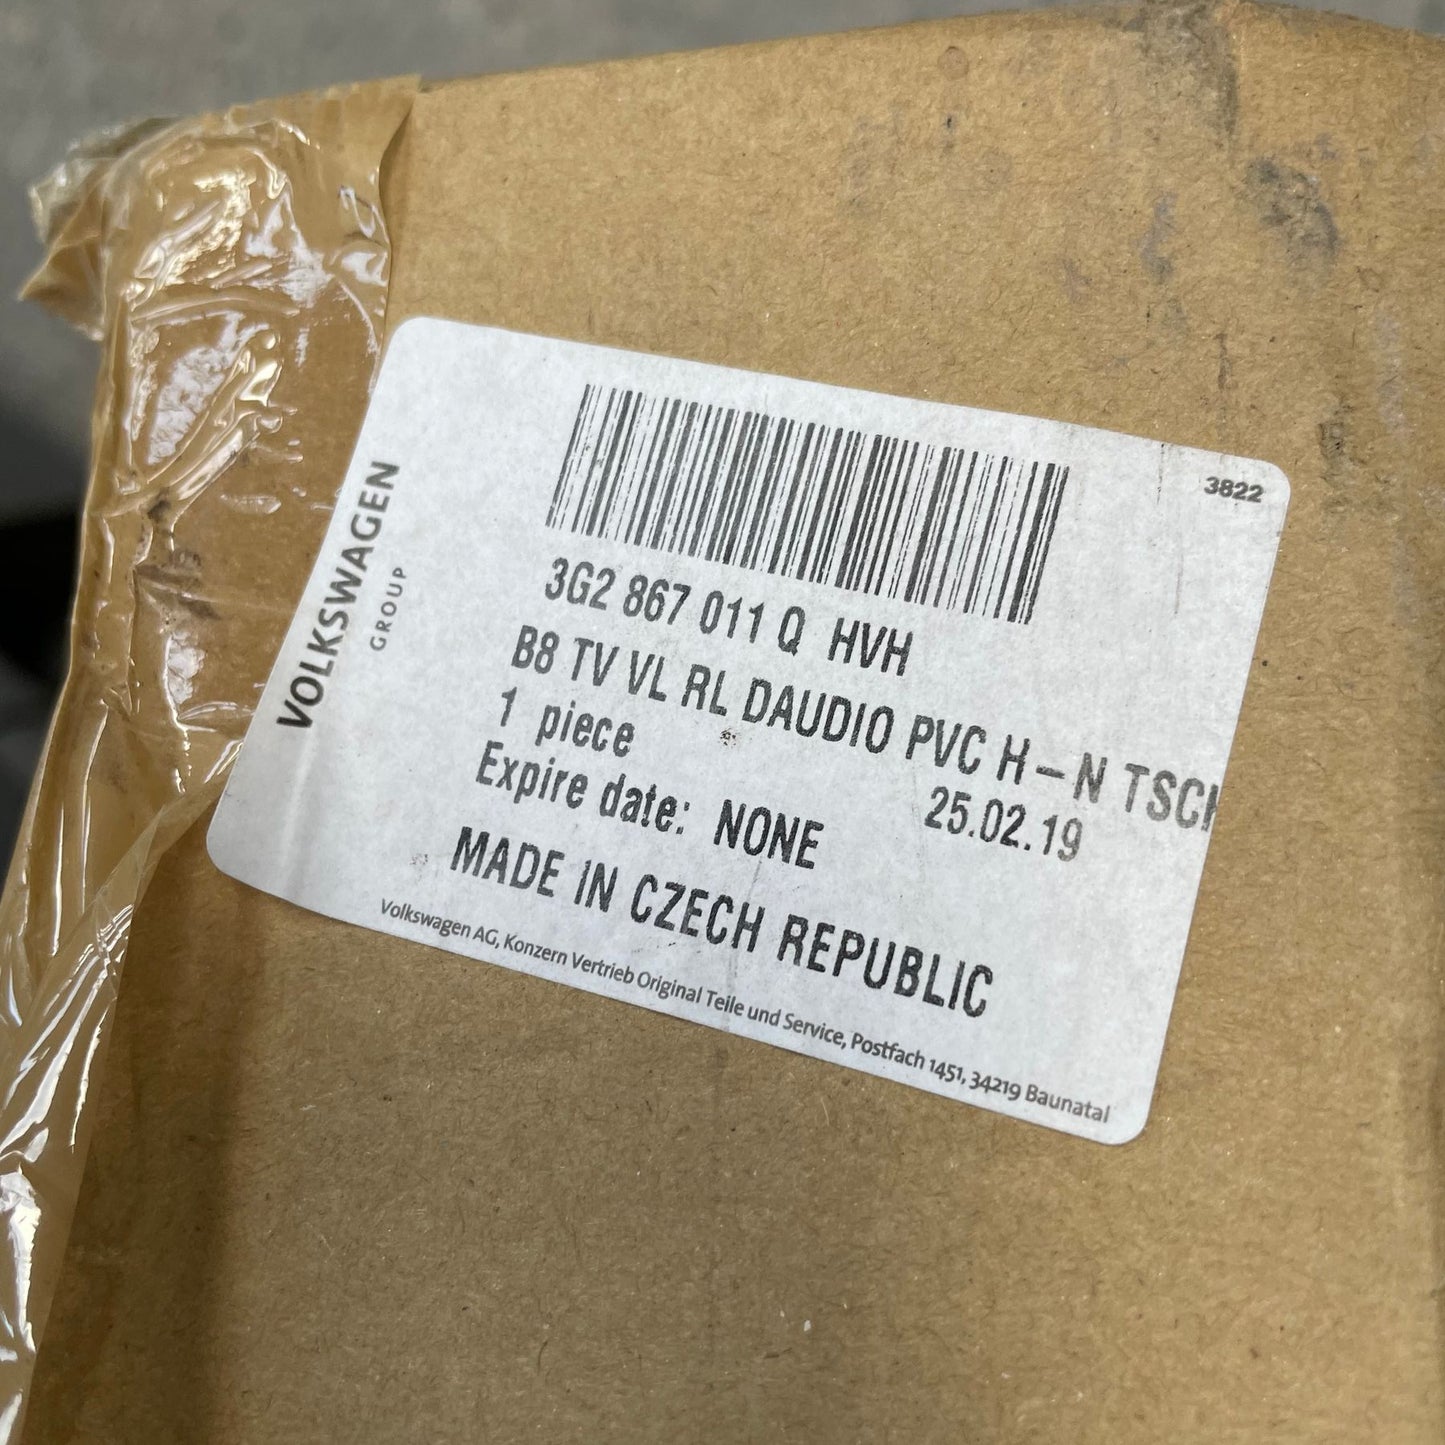 3822
VOLKSWAGEN
GROUP
3G2 867 011 Q HVH
B8 TV VL RL DAUDIO PVC H-N TSCH
1 piece
25.02.19
Expire date: NONE
MADE IN CZECH REPUBLIC
Volkswagen AG, Konzern Vertrieb Original Teile und Service, Postfach 1451, 34219 Baunatal